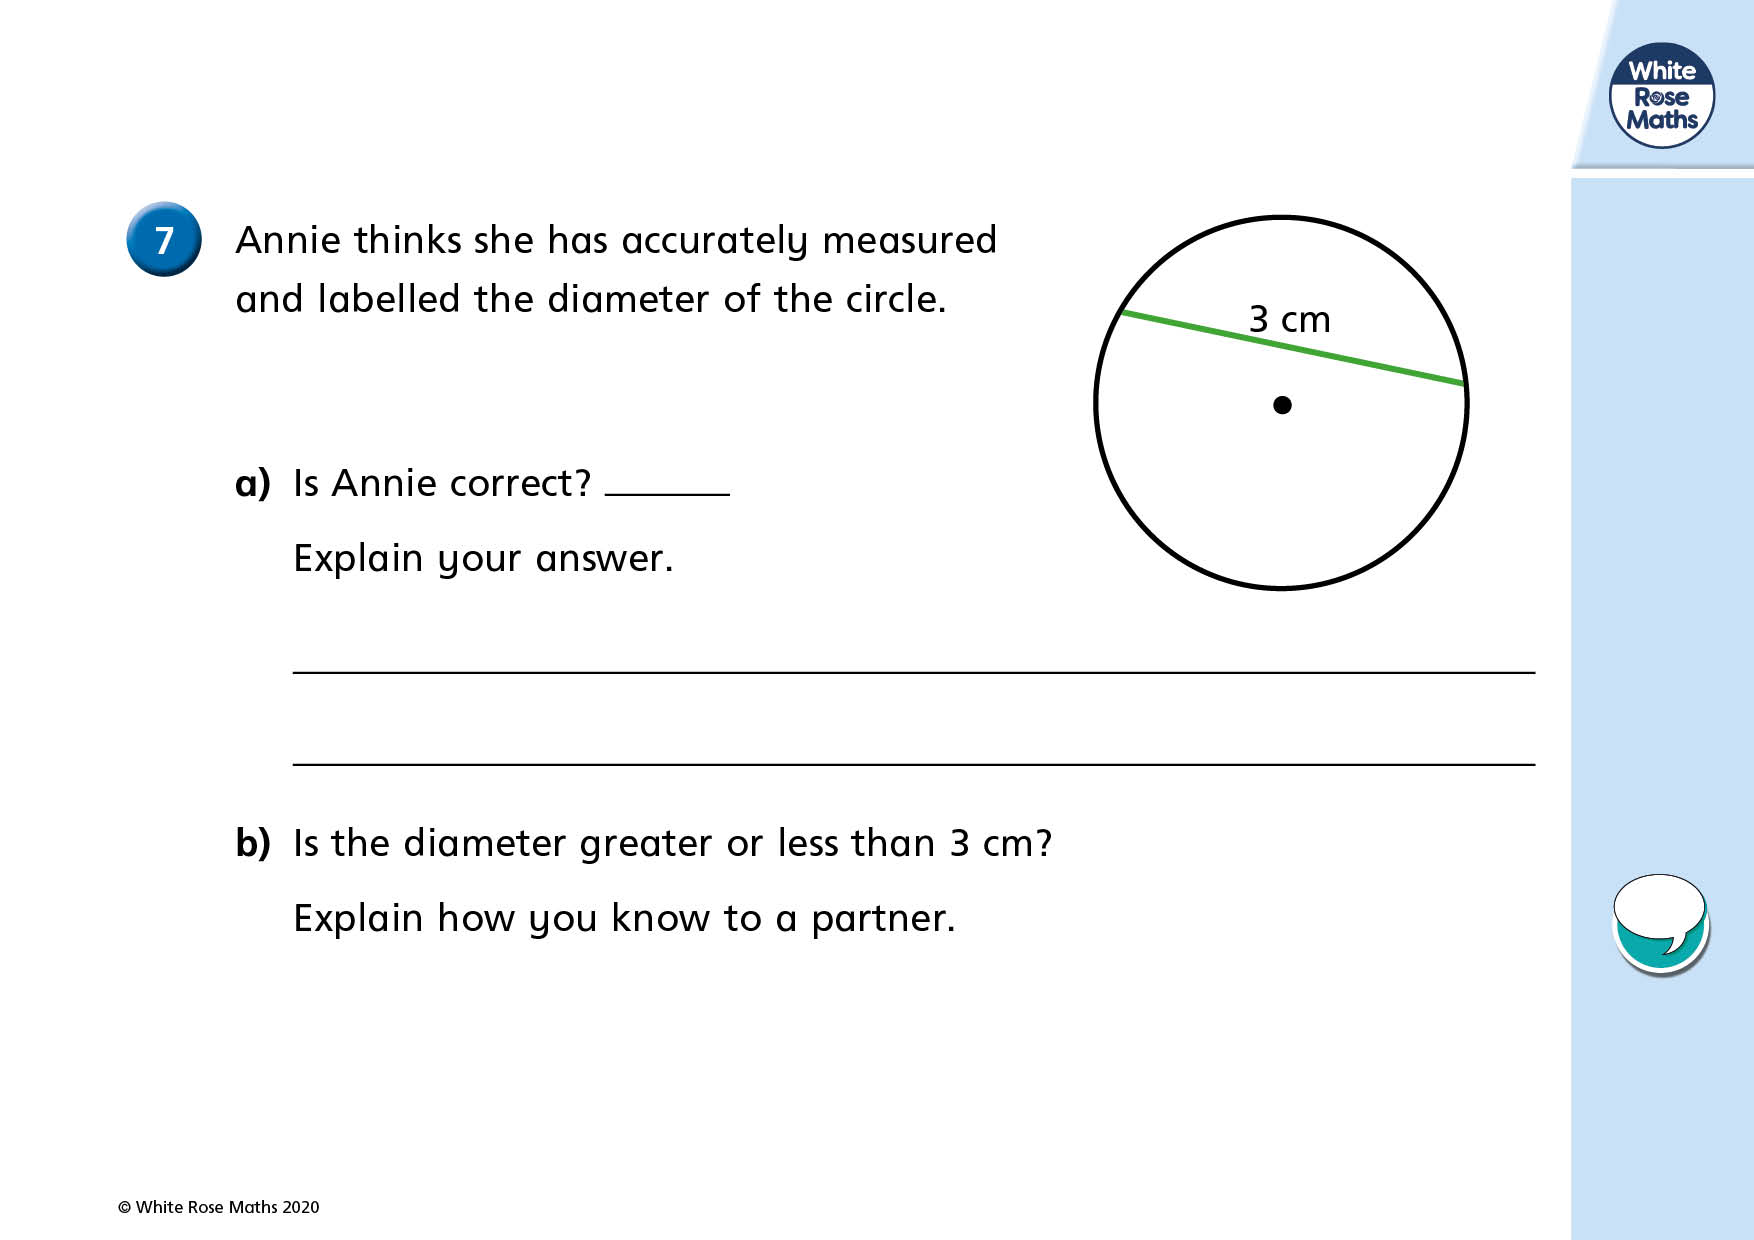 White
Rose
Maths
7 Annie thinks she has accurately measured
and labelled the diameter of the circle.
3 cm
a) Is Annie correct? ______
Explain your answer.
b) Is the diameter greater or less than 3 cm?
Explain how you know to a partner.
© White Rose Maths 2020